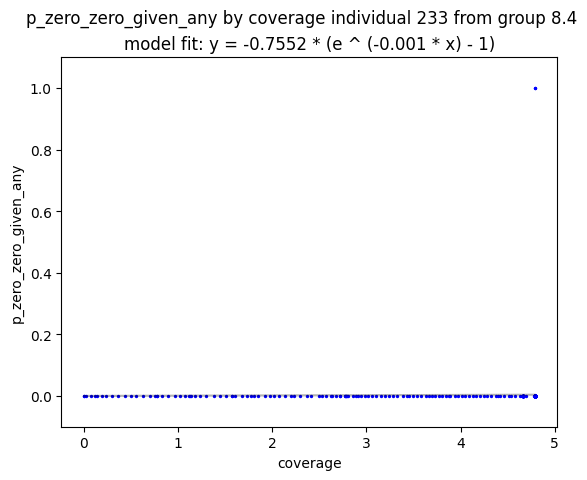 p_zero_zero_given_any by coverage individual 233 from group 8.4
model fit: y = -0.7552 * (e ^ (-0.001 * x) - 1)
1.0
0.8
0.6
0.4
0.2
0.0
p_zero_zero_given_any
0 1 2 3 4 5
coverage